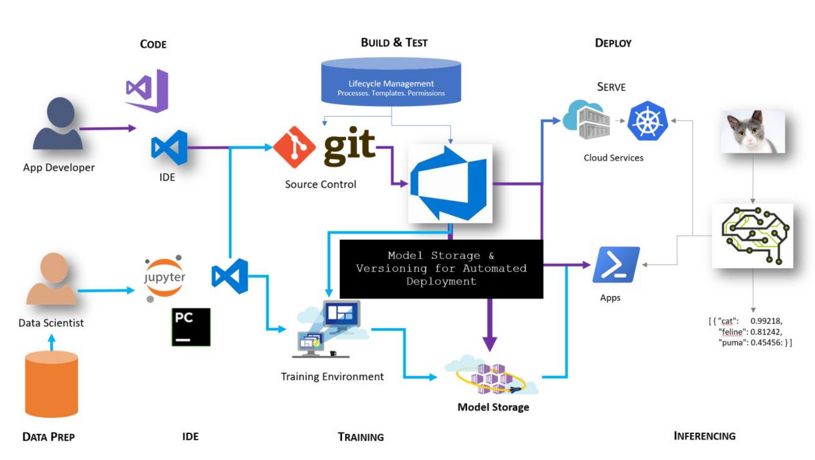 CODE
BUILD & TEST
DEPLOY
Lifecycle Management
Processes. Templates. Permissions
SERVE
App Developer
IDE
git
Source Control
Cloud Services
Model Storage &
Versioning for Automated
Deployment
jupyter
PC
Data Scientist
Training Environment
Apps
[ { "cat": 0.99218,
"feline": 0.81242,
"puma": 0.45456: } ]
Model Storage
DATA PREP
IDE
TRAINING
INFERENCING